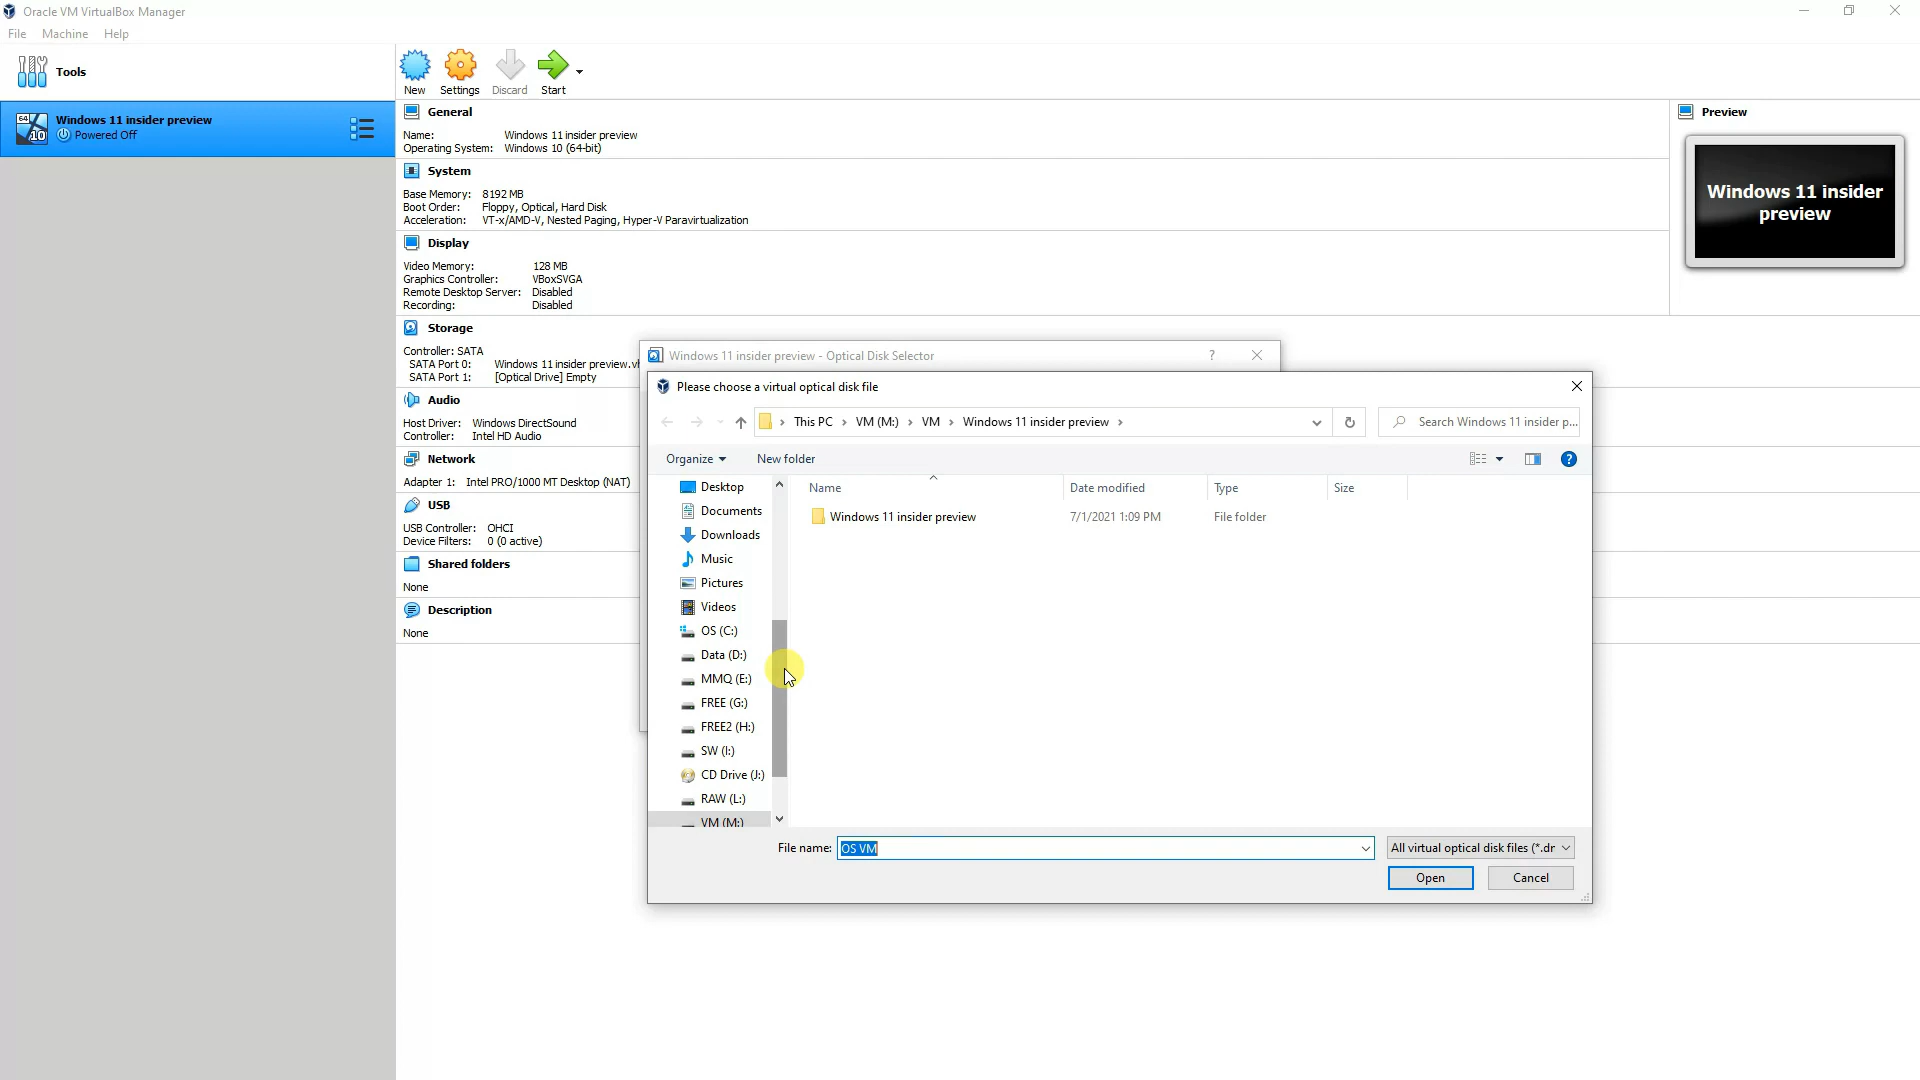 Oracle VM VirtualBox Manager
File Machine Help
Tools
New Settings Discard Start
64
10
Windows 11 insider preview
Powered Off
General
Name: Windows 11 insider preview
Operating System: Windows 10 (64-bit)
Preview
Windows 11 insider
preview
System
Base Memory: 8192 MB
Boot Order: Floppy, Optical, Hard Disk
Acceleration: VT-x/AMD-V, Nested Paging, Hyper-V Paravirtualization
Display
Video Memory: 128 MB
Graphics Controller: VBoxSVGA
Remote Desktop Server: Disabled
Recording: Disabled
Storage
Controller: SATA
SATA Port 0: Windows 11 insider preview.
SATA Port 1: [Optical Drive] Empty
Audio
Host Driver: Windows DirectSound
Controller: Intel HD Audio
Network
Adapter 1: Intel PRO/1000 MT Desktop (NAT)
USB
USB Controller: OHCI
Device Filters: 0 (0 active)
Shared folders
None
Description
None
Windows 11 insider preview - Optical Disk Selector ?
Please choose a virtual optical disk file
This PC VM (M:) VM Windows 11 insider preview
Search Windows 11 insider p...
Organize New folder ?
Name Date modified Type Size
Windows 11 insider preview 7/1/2021 1:09 PM File folder
Desktop
Documents
Downloads
Music
Pictures
Videos
OS (C:)
Data (D:)
MMQ (E:)
FREE (G:)
FREE2 (H:)
SW (I:)
CD Drive (J:)
RAW (L:)
VM (M:)
File name: OS VM
All virtual optical disk files (*.dr
Open Cancel